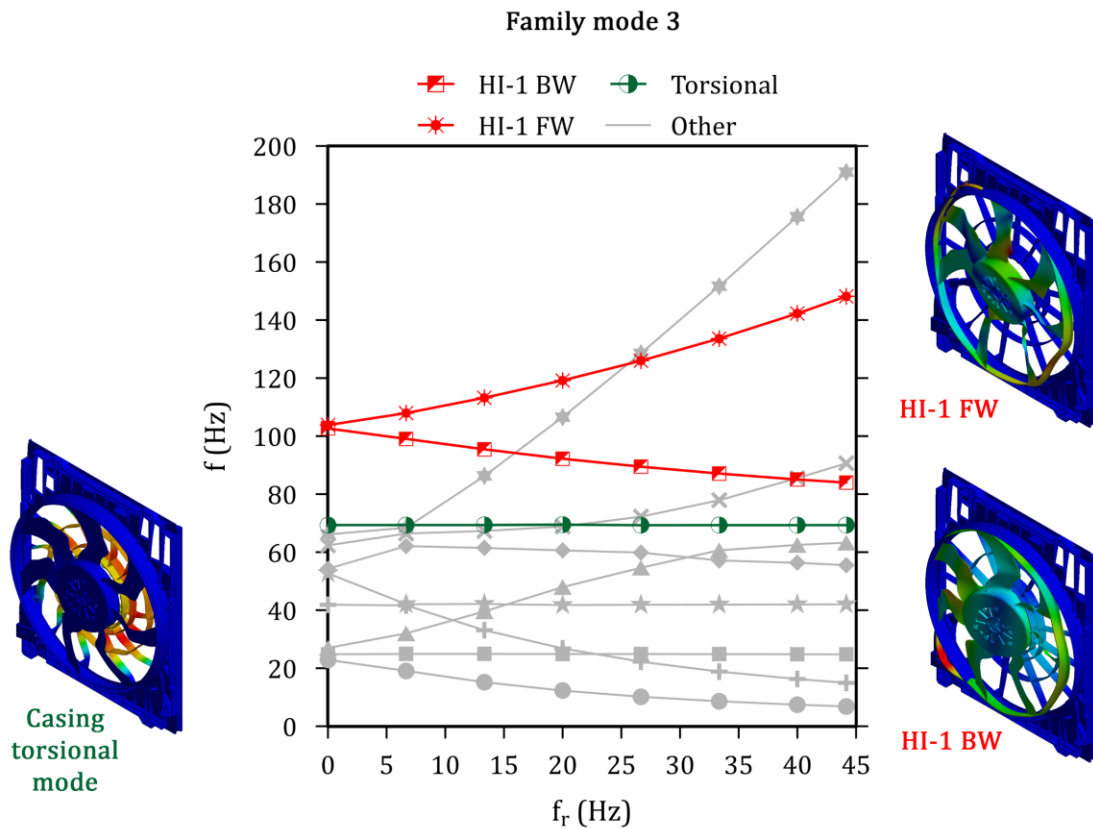 Family mode 3
HI-1 BW
Torsional
HI-1 FW
Other
200
180
160
140
120
100
80
60
40
20
0
f (Hz)
0 5 10 15 20 25 30 35 40 45
f_r (Hz)
Casing
torsional
mode
HI-1 FW
HI-1 BW